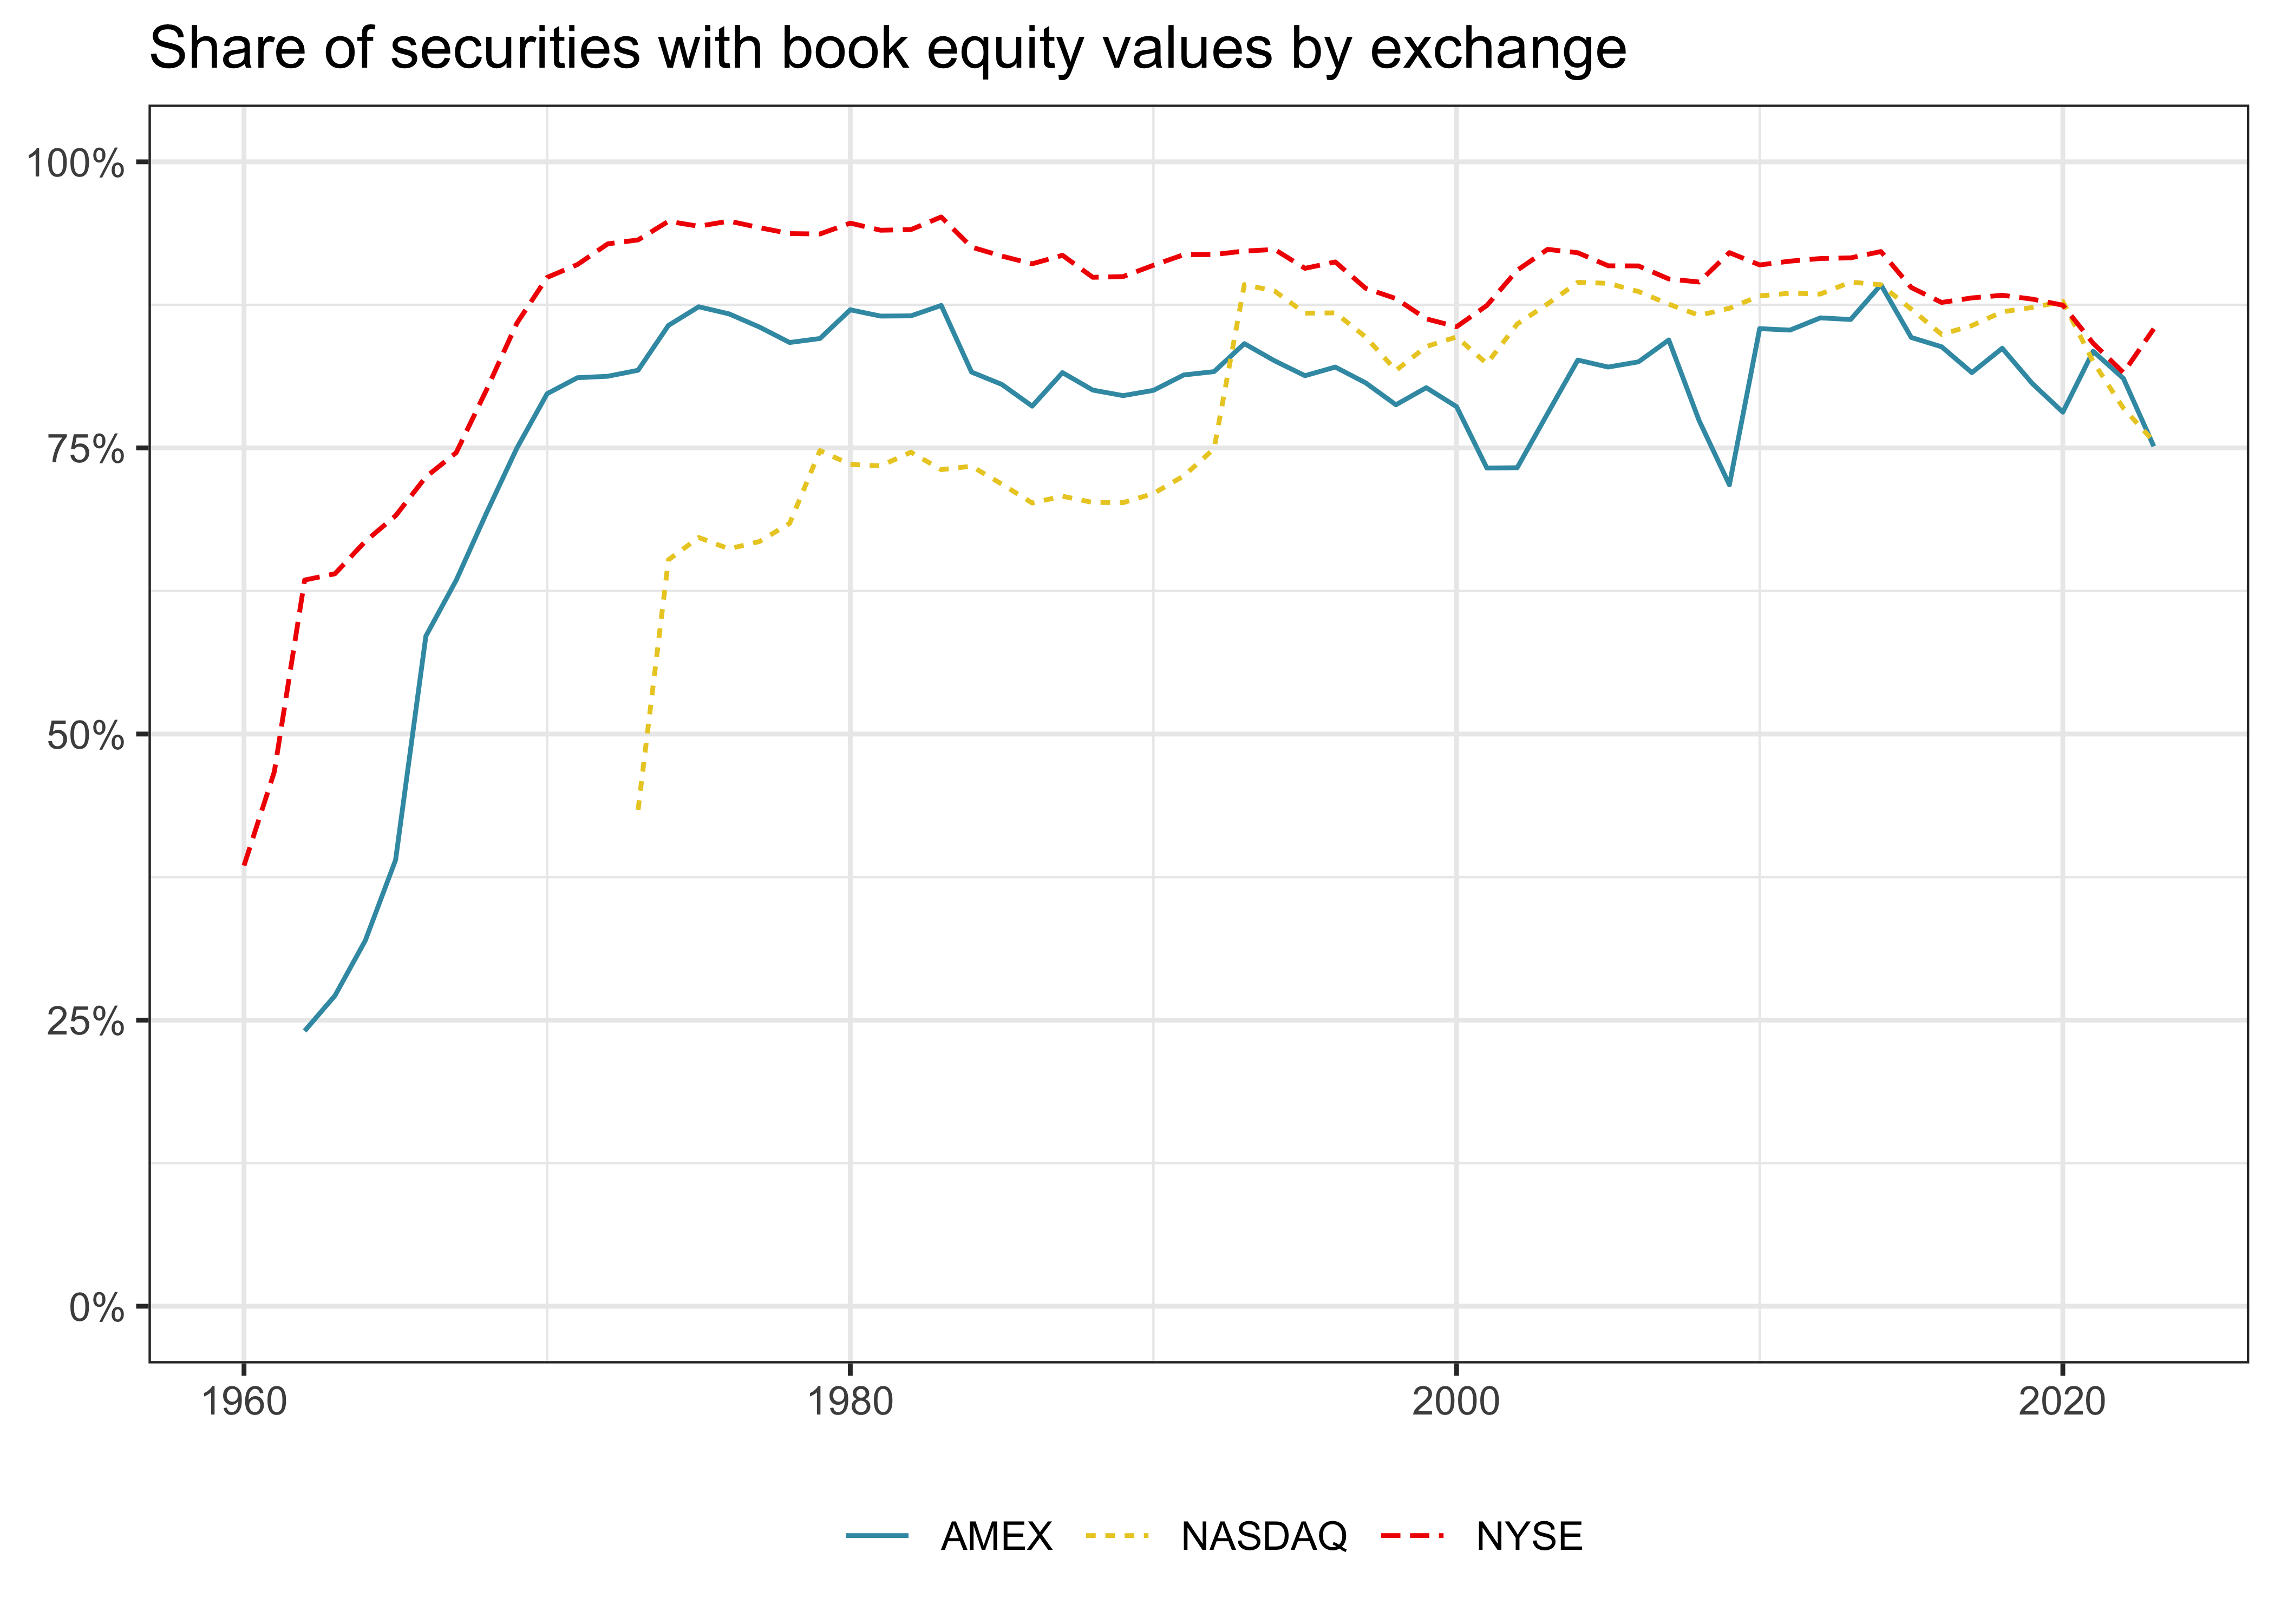 Share of securities with book equity values by exchange
100%
75%
50%
25%
0%
1960 1980 2000 2020
AMEX NASDAQ NYSE